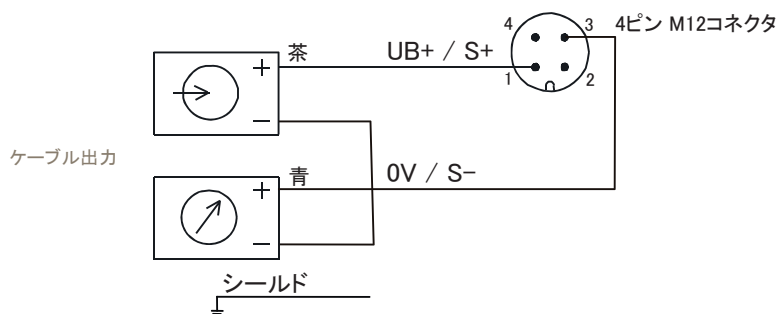 4 3 4ピン M12コネクタ
茶 UB+ / S+
+
1 2
−
ケーブル出力
青 0V / S-
+
−
シールド